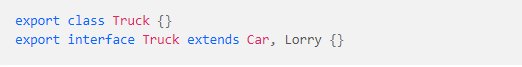 export class Truck {}
export interface Truck extends Car, Lorry {}